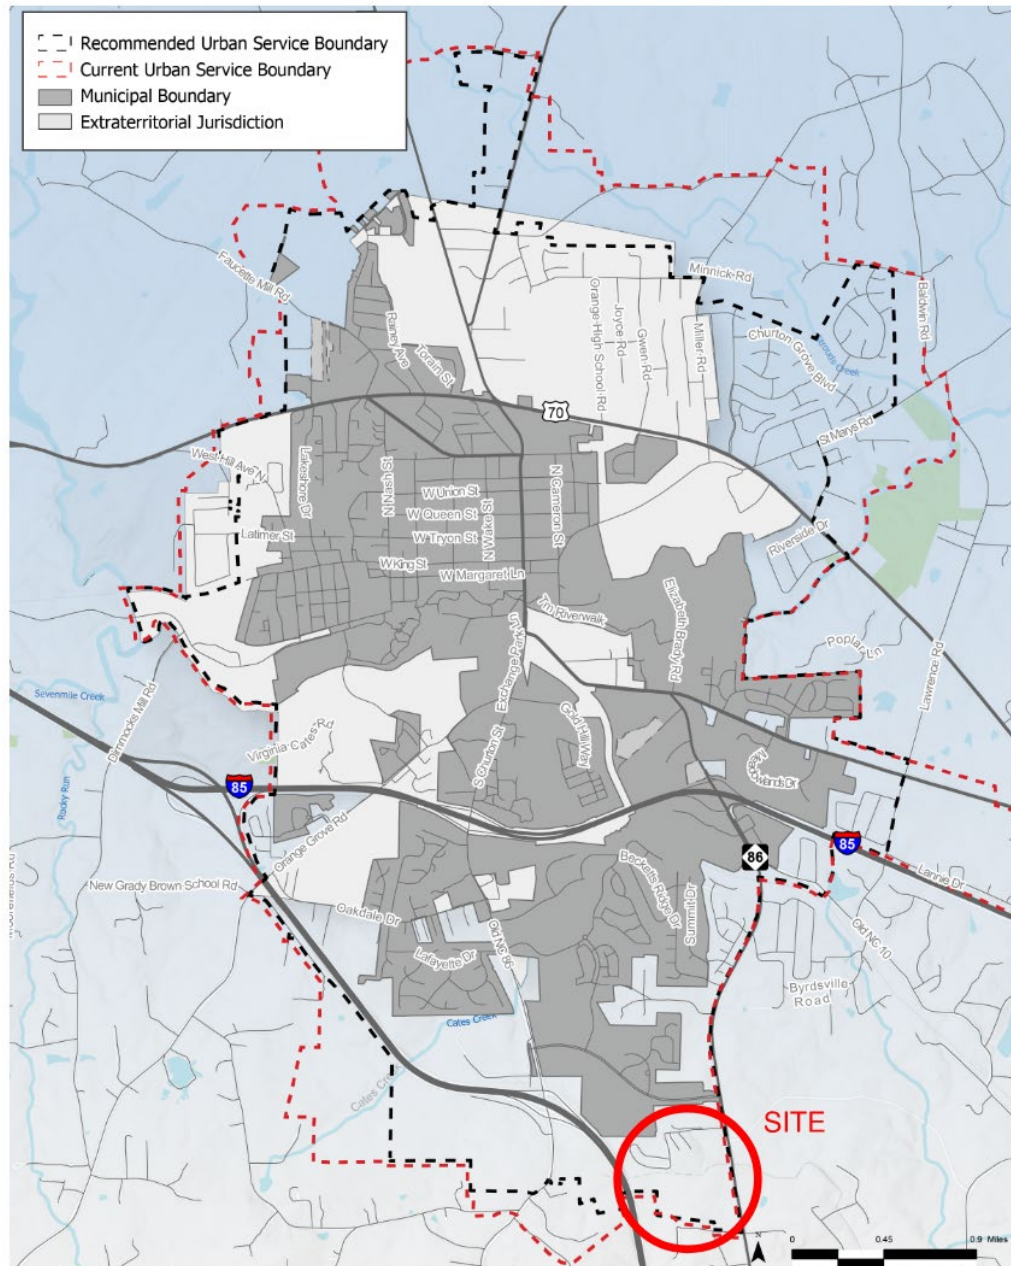 Recommended Urban Service Boundary
Current Urban Service Boundary
Municipal Boundary
Extraterritorial Jurisdiction
Faucette Mill Rd
Rainey Ave
Torain St
Orange High School Rd
Joyce Rd
Gwen Rd
Miller Rd
Minnick Rd
Baldwin Rd
Churton Grove Blvd
Creek
St Marys Rd
70
West Hill Ave N
Lakeshore Dr
N Nash St
W Union St
W Queen St
N Wake St
N Cameron St
Latimer St
W Tryon St
W King St
W Margaret Ln
Riverside Dr
Elizabeth Brady Rd
Trl Riverwalk
Exchange Park Ln
Poplar Ln
Lawrence Rd
Sevenmile Creek
Dimmocks Mill Rd
Virginia Cates Rd
S Churton St
Gold Hill Way
Meadowlands Dr
85
Rocky Run
Orange Grove Rd
85
86
Lannie Dr
New Grady Brown School Rd
Becketts Ridge Dr
Summit Dr
Oakdale Dr
Old NC 86
Old NC 10
Lafayette Dr
Byrdsville
Road
Cates Creek
Cates Creek
SITE
N
0 0.45 0.9 Miles